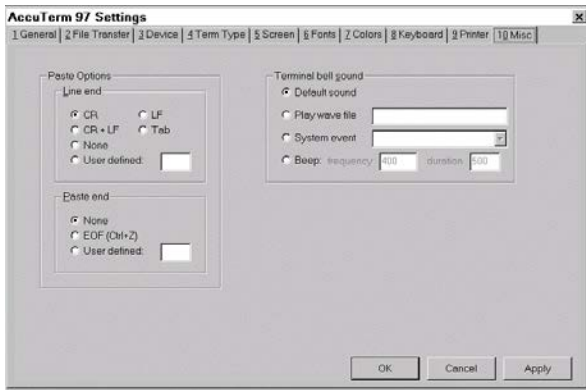 AccuTerm 97 Settings
1 General 2 File Transfer 3 Device 4 Term Type 5 Screen 6 Fonts 7 Colors 8 Keyboard 9 Printer 10 Misc
Paste Options
Line end
CR LF
CR + LF Tab
None
User defined:
Paste end
None
EOF (Ctrl+Z)
User defined:
Terminal bell sound
Default sound
Play wave file
System event
Beep: frequency 400 duration 500
OK Cancel Apply